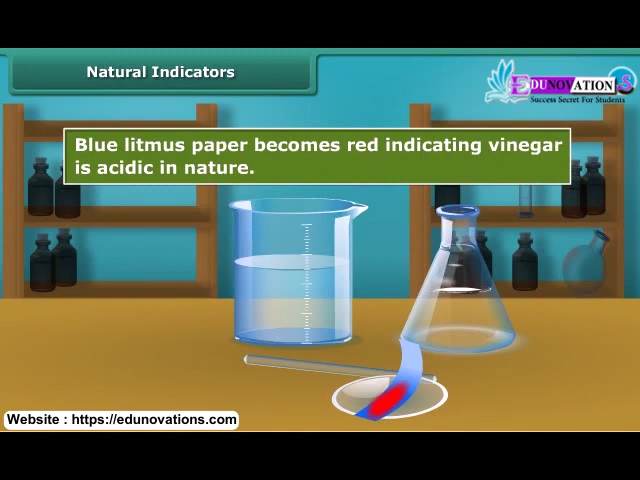 Natural Indicators
EDUNOVATIONS
Success Secret For Students
Blue litmus paper becomes red indicating vinegar
is acidic in nature.
Website : https://edunovations.com